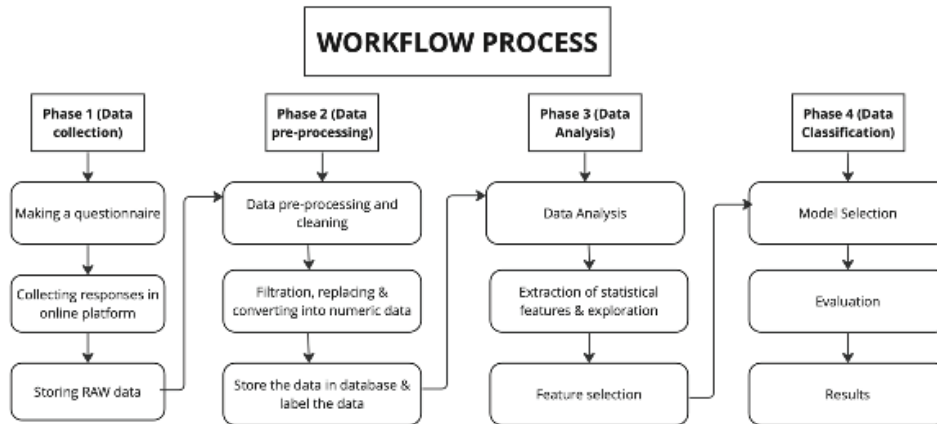 WORKFLOW PROCESS
Phase 1 (Data
collection)
Making a questionnaire
Collecting responses in
online platform
Storing RAW data
Phase 2 (Data
pre-processing)
Data pre-processing and
cleaning
Filtration, replacing &
converting into numeric data
Store the data in database &
label the data
Phase 3 (Data
Analysis)
Data Analysis
Extraction of statistical
features & exploration
Feature selection
Phase 4 (Data
Classification)
Model Selection
Evaluation
Results